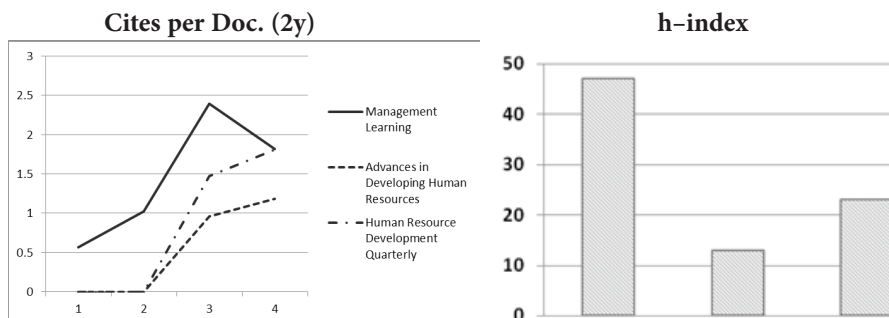 Cites per Doc. (2y)
3
2.5
2
1.5
1
0.5
0
1 2 3 4
Management
Learning
Advances in
Developing Human
Resources
Human Resource
Development
Quarterly
h–index
50
40
30
20
10
0